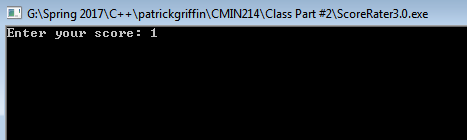 G:\Spring 2017\C++\patrickgriffin\CMIN214\Class Part #2\ScoreRater3.0.exe
Enter your score: 1